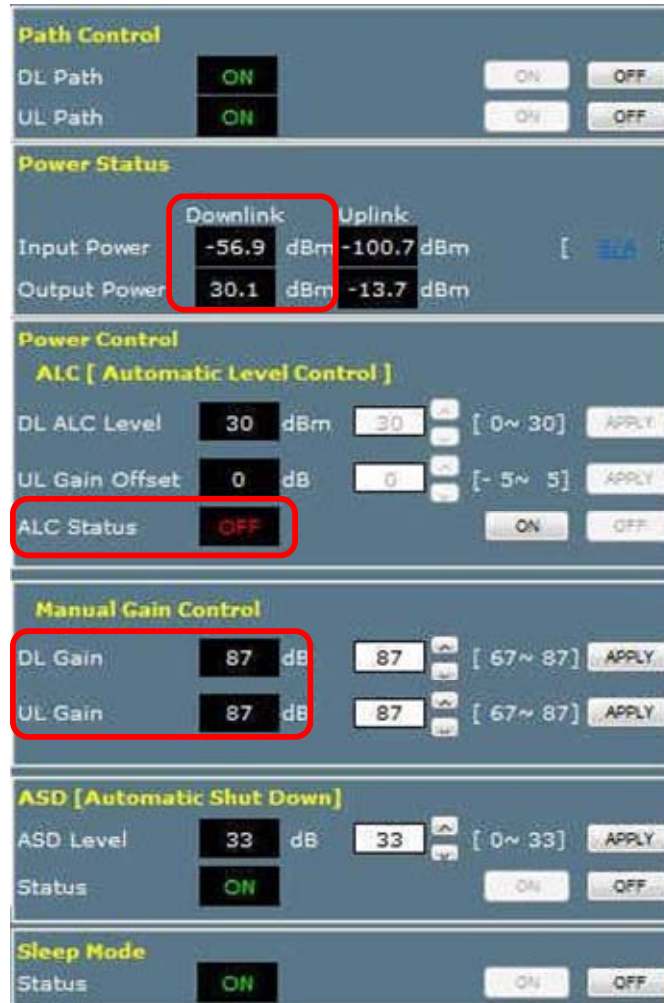 Path Control
DL Path ON ON OFF
UL Path ON ON OFF
Power Status
Downlink Uplink
Input Power -56.9 dBm -100.7 dBm [
Output Power 30.1 dBm -13.7 dBm
Power Control
ALC [ Automatic Level Control ]
DL ALC Level 30 dBm 30 [ 0~ 30] APPLY
UL Gain Offset 0 dB 0 [- 5~ 5] APPLY
ALC Status OFF ON OFF
Manual Gain Control
DL Gain 87 dB 87 [ 67~ 87] APPLY
UL Gain 87 dB 87 [ 67~ 87] APPLY
ASD [Automatic Shut Down]
ASD Level 33 dB 33 [ 0~ 33] APPLY
Status ON ON OFF
Sleep Mode
Status ON ON OFF